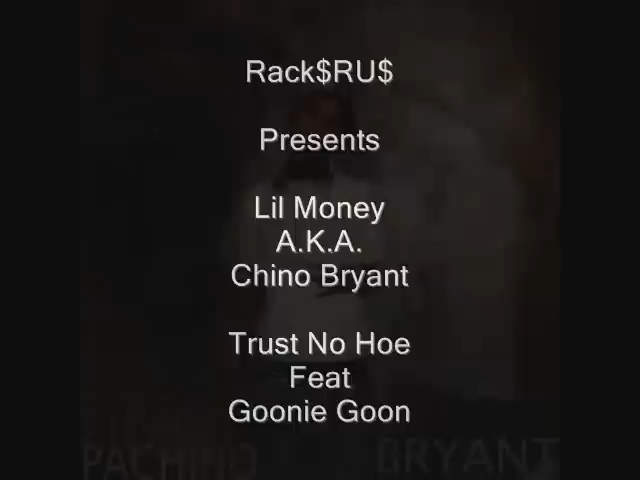 Rack$RU$
Presents
Lil Money
A.K.A.
Chino Bryant
Trust No Hoe
Feat
Goonie Goon
PACHINO BRYANT